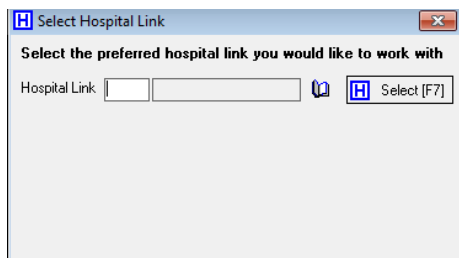 H Select Hospital Link
Select the preferred hospital link you would like to work with
Hospital Link H Select [F7]